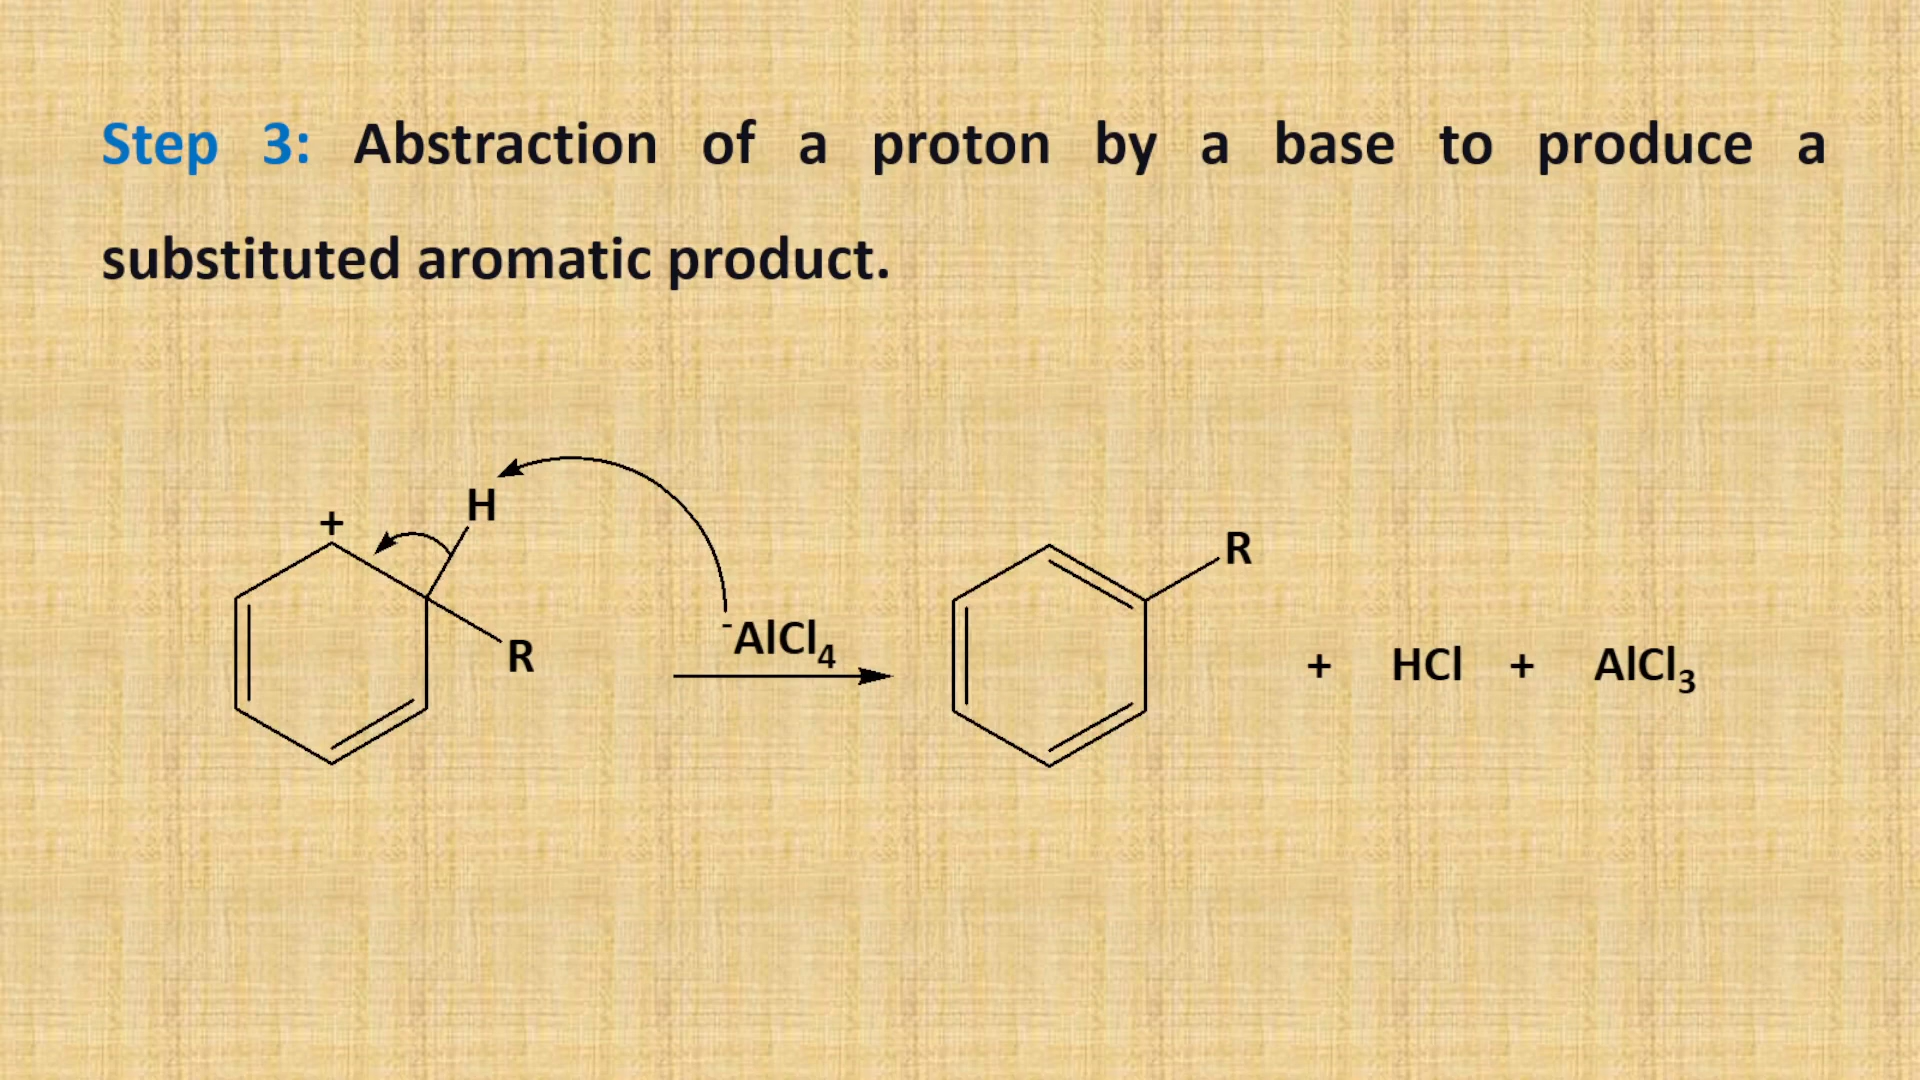 Step 3: Abstraction of a proton by a base to produce a
substituted aromatic product.
H
+
R
⁻AlCl₄
R
+ HCl + AlCl₃